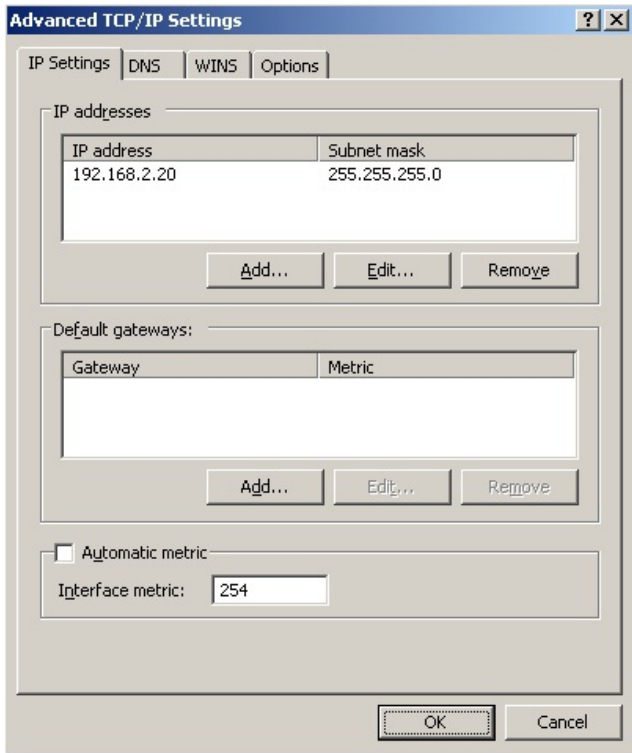 Advanced TCP/IP Settings
IP Settings DNS WINS Options
IP addresses
IP address Subnet mask
192.168.2.20 255.255.255.0
Add... Edit... Remove
Default gateways:
Gateway Metric
Add... Edit... Remove
Automatic metric
Interface metric: 254
OK Cancel